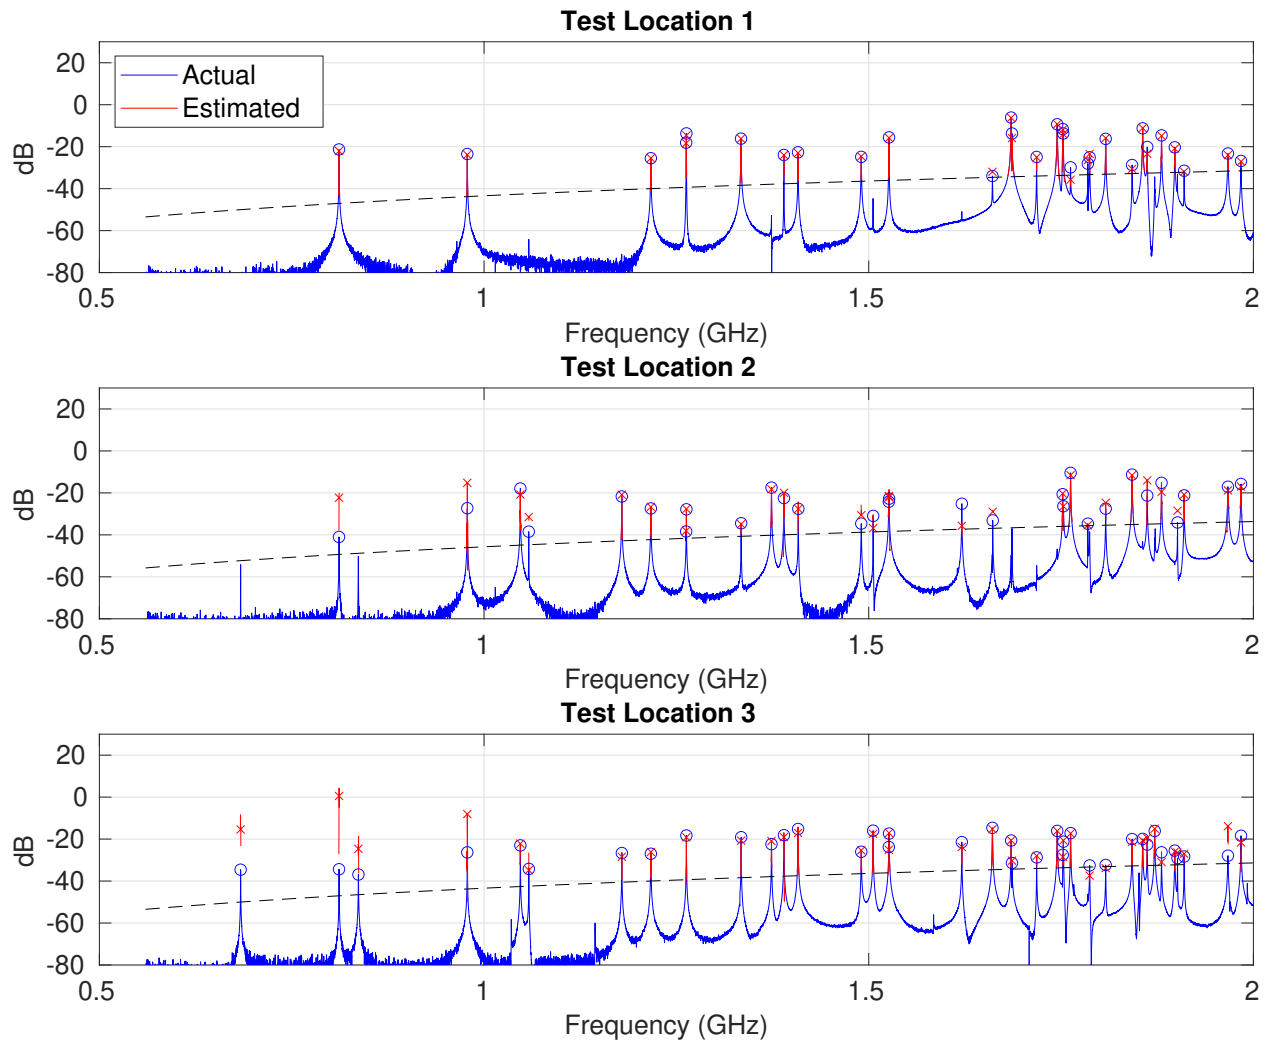 Test Location 1
20
0
-20
-40
-60
-80
dB
Actual
Estimated
0.5 1 1.5 2
Frequency (GHz)
Test Location 2
20
0
-20
-40
-60
-80
dB
0.5 1 1.5 2
Frequency (GHz)
Test Location 3
20
0
-20
-40
-60
-80
dB
0.5 1 1.5 2
Frequency (GHz)